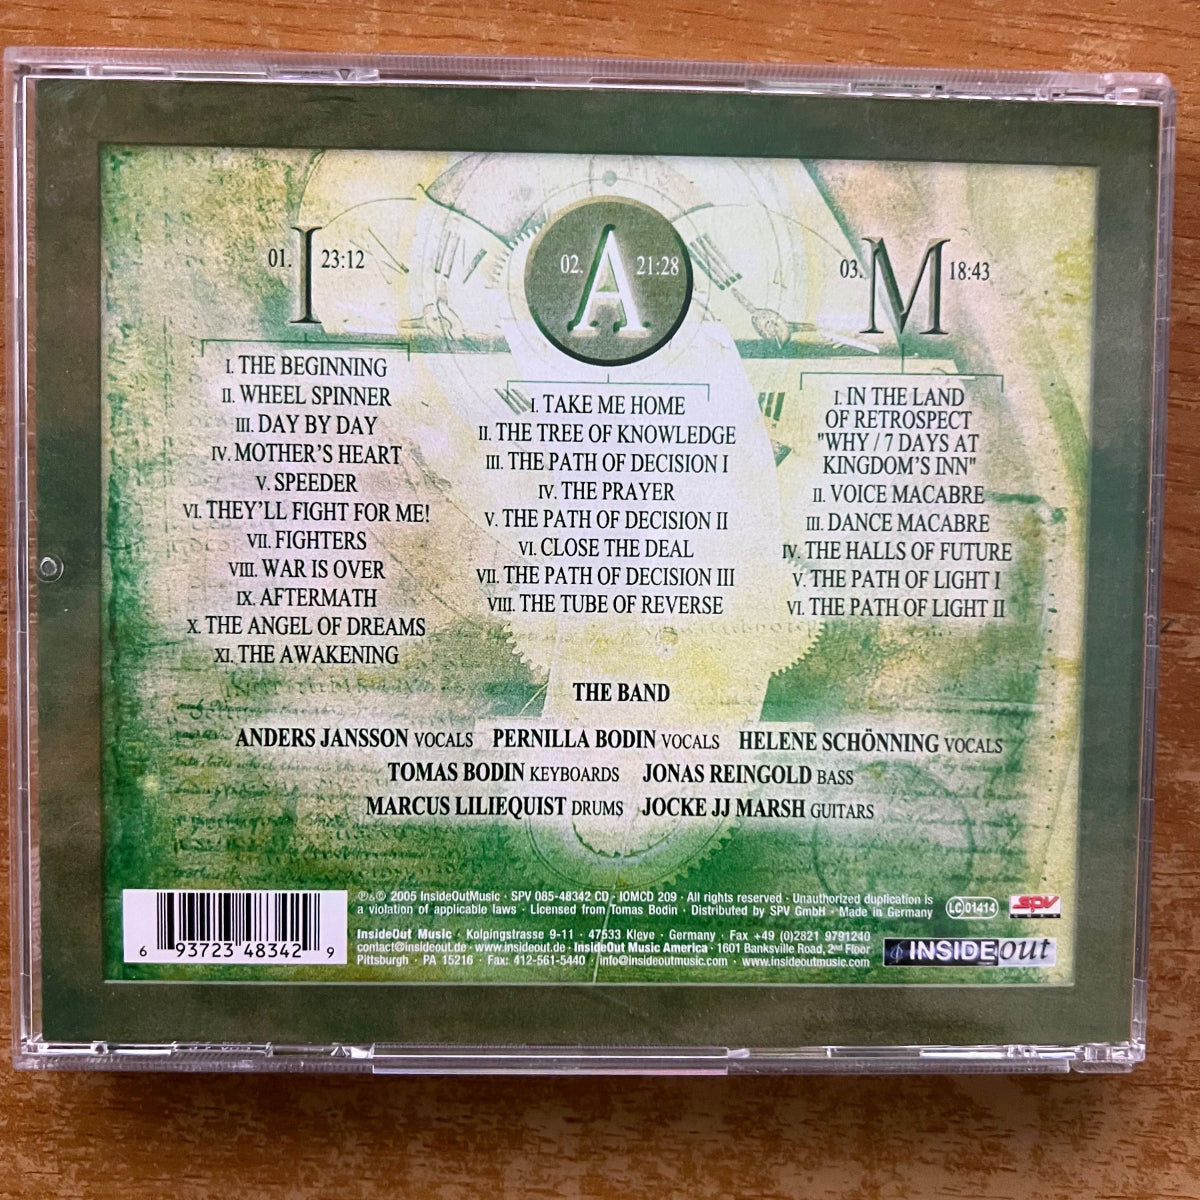 01. I 23:12
I. THE BEGINNING
II. WHEEL SPINNER
III. DAY BY DAY
IV. MOTHER'S HEART
V. SPEEDER
VI. THEY'LL FIGHT FOR ME!
VII. FIGHTERS
VIII. WAR IS OVER
IX. AFTERMATH
X. THE ANGEL OF DREAMS
XI. THE AWAKENING
02. A 21:28
I. TAKE ME HOME
II. THE TREE OF KNOWLEDGE
III. THE PATH OF DECISION I
IV. THE PRAYER
V. THE PATH OF DECISION II
VI. CLOSE THE DEAL
VII. THE PATH OF DECISION III
VIII. THE TUBE OF REVERSE
03. M 18:43
I. IN THE LAND
OF RETROSPECT
"WHY / 7 DAYS AT
KINGDOM'S INN"
II. VOICE MACABRE
III. DANCE MACABRE
IV. THE HALLS OF FUTURE
V. THE PATH OF LIGHT I
VI. THE PATH OF LIGHT II
THE BAND
ANDERS JANSSON VOCALS PERNILLA BODIN VOCALS HELENE SCHÖNNING VOCALS
TOMAS BODIN KEYBOARDS JONAS REINGOLD BASS
MARCUS LILIEQUIST DRUMS JOCKE JJ MARSH GUITARS
6 93723 48342 9
℗&© 2005 InsideOutMusic · SPV 085-48342 CD · IOMCD 209 · All rights reserved · Unauthorized duplication is
a violation of applicable laws · Licensed from Tomas Bodin · Distributed by SPV GmbH · Made in Germany
InsideOut Music · Kolpingstrasse 9-11 · 47533 Kleve · Germany · Fax +49 (0)2821 9791240
contact@insideout.de · www.insideout.de · InsideOut Music America · 1601 Banksville Road, 2nd Floor
Pittsburgh · PA 15216 · Fax: 412-561-5440 · info@insideoutmusic.com · www.insideoutmusic.com
LC 01414
SPV
INSIDEout